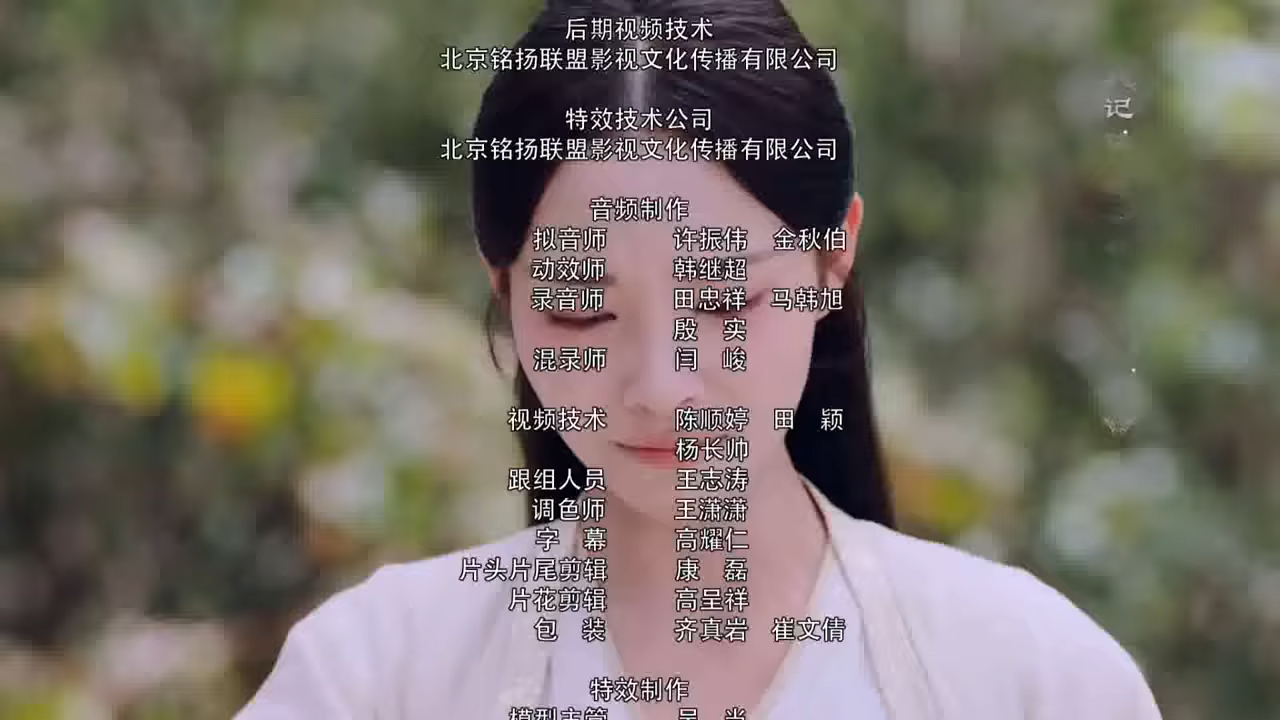 后期视频技术
北京铭扬联盟影视文化传播有限公司
特效技术公司
北京铭扬联盟影视文化传播有限公司
音频制作
拟音师 许振伟 金秋伯
动效师 韩继超
录音师 田忠祥 马韩旭
殷 实
混录师 闫 峻
视频技术 陈顺婷 田 颖
杨长帅
跟组人员 王志涛
调色师 王潇潇
字 幕 高耀仁
片头片尾剪辑 康 磊
片花剪辑 高呈祥
包 装 齐真岩 崔文倩
特效制作
模型主管
记